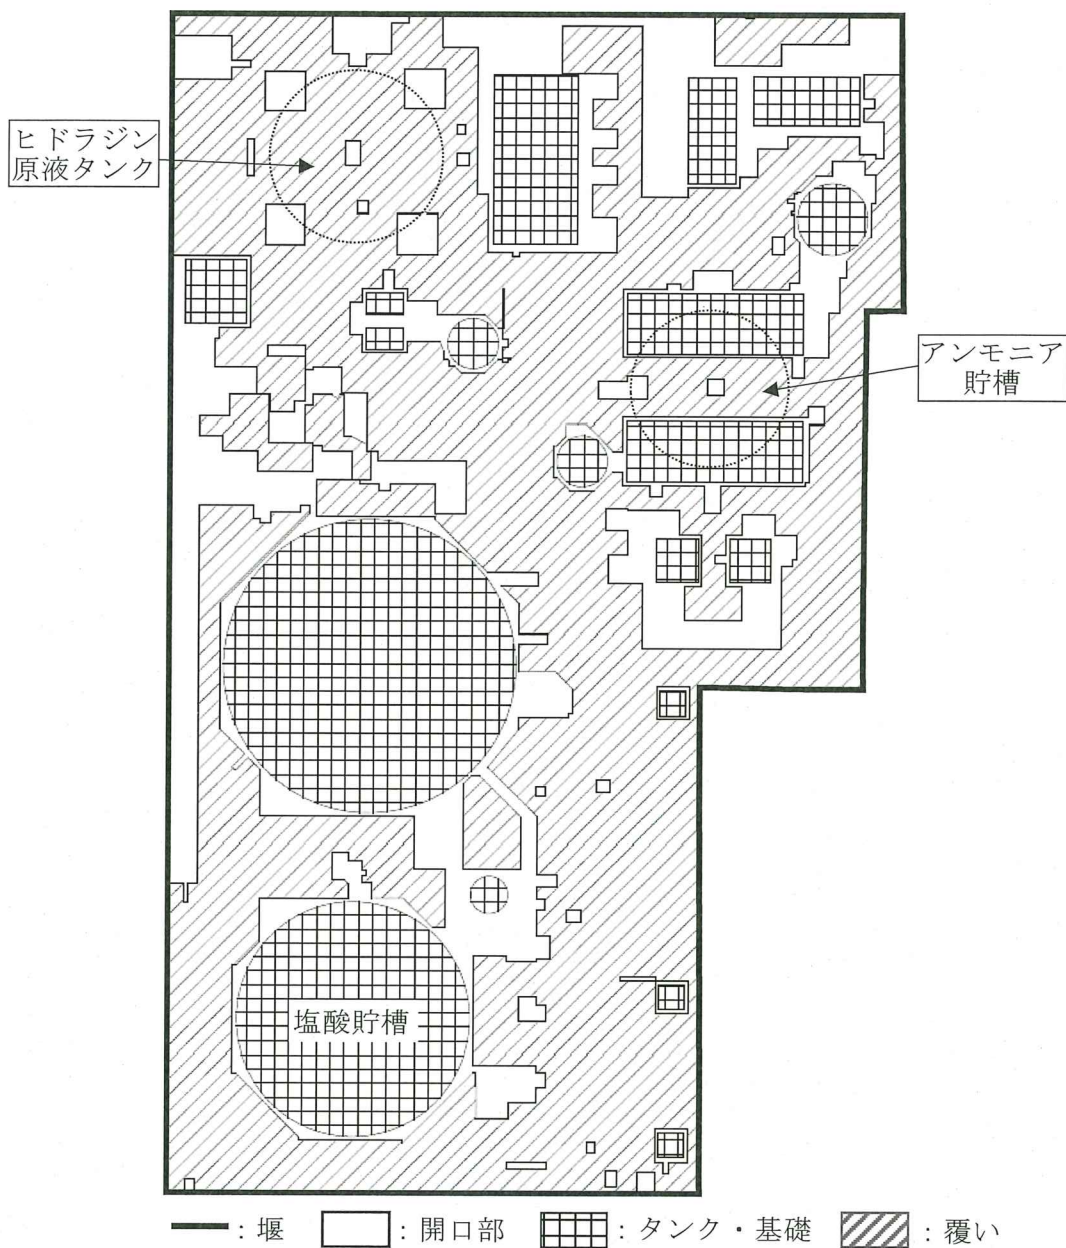 ヒドラジン
原液タンク
アンモニア
貯槽
塩酸貯槽
：堰
：開口部
：タンク・基礎
：覆い